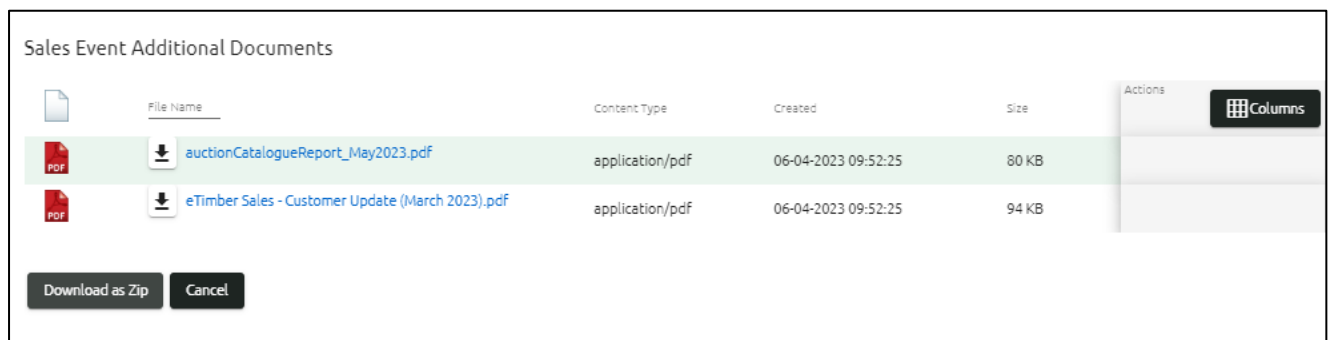 Sales Event Additional Documents
File Name Content Type Created Size Actions Columns
PDF auctionCatalogueReport_May2023.pdf application/pdf 06-04-2023 09:52:25 80 KB
PDF eTimber Sales - Customer Update (March 2023).pdf application/pdf 06-04-2023 09:52:25 94 KB
Download as Zip Cancel